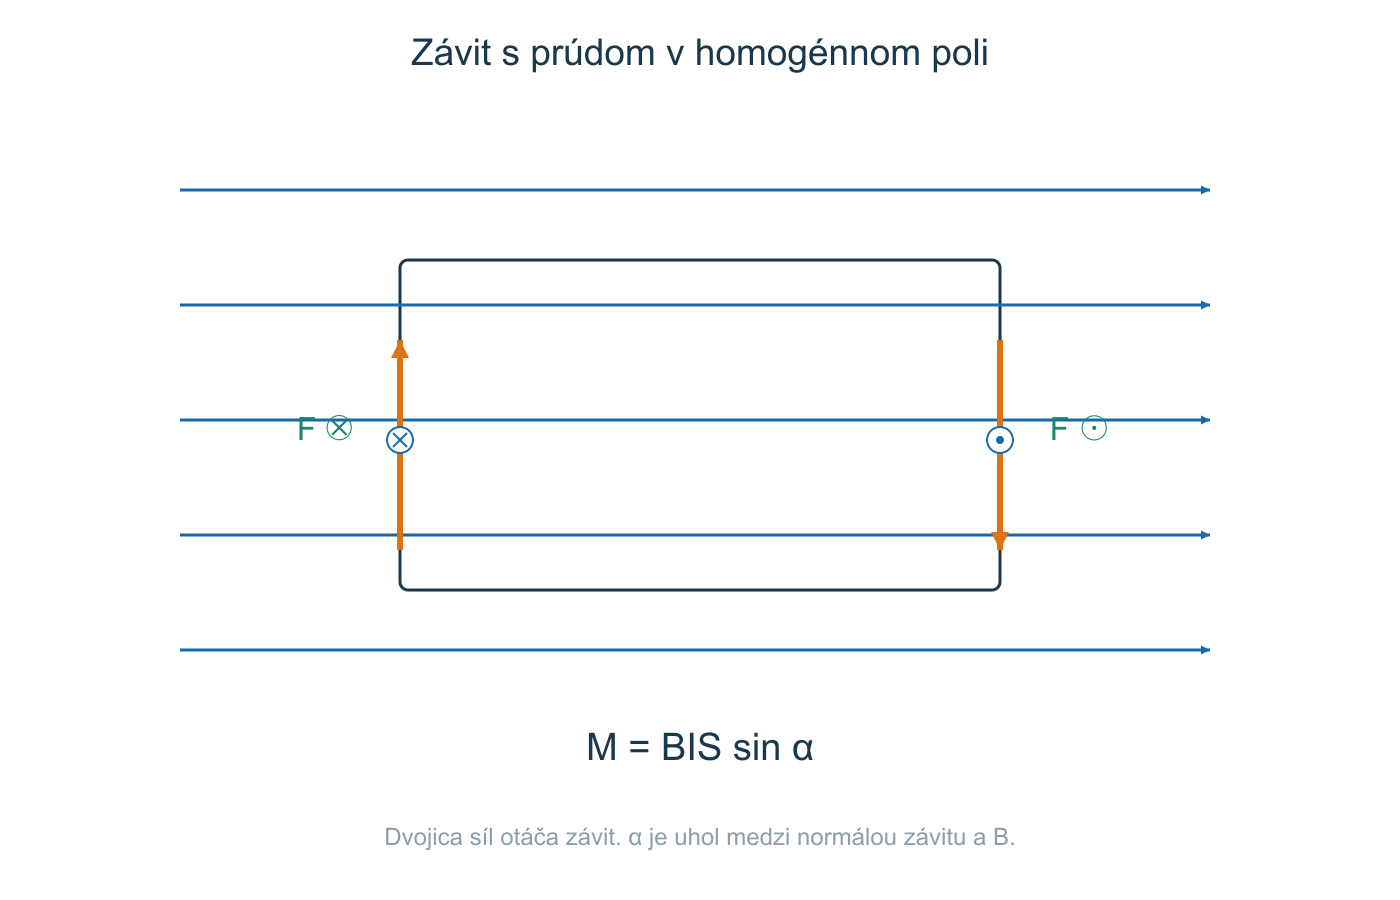 Závit s prúdom v homogénnom poli
F ⊗
F ⊙
M = BIS sin α
Dvojica síl otáča závit. α je uhol medzi normálou závitu a B.